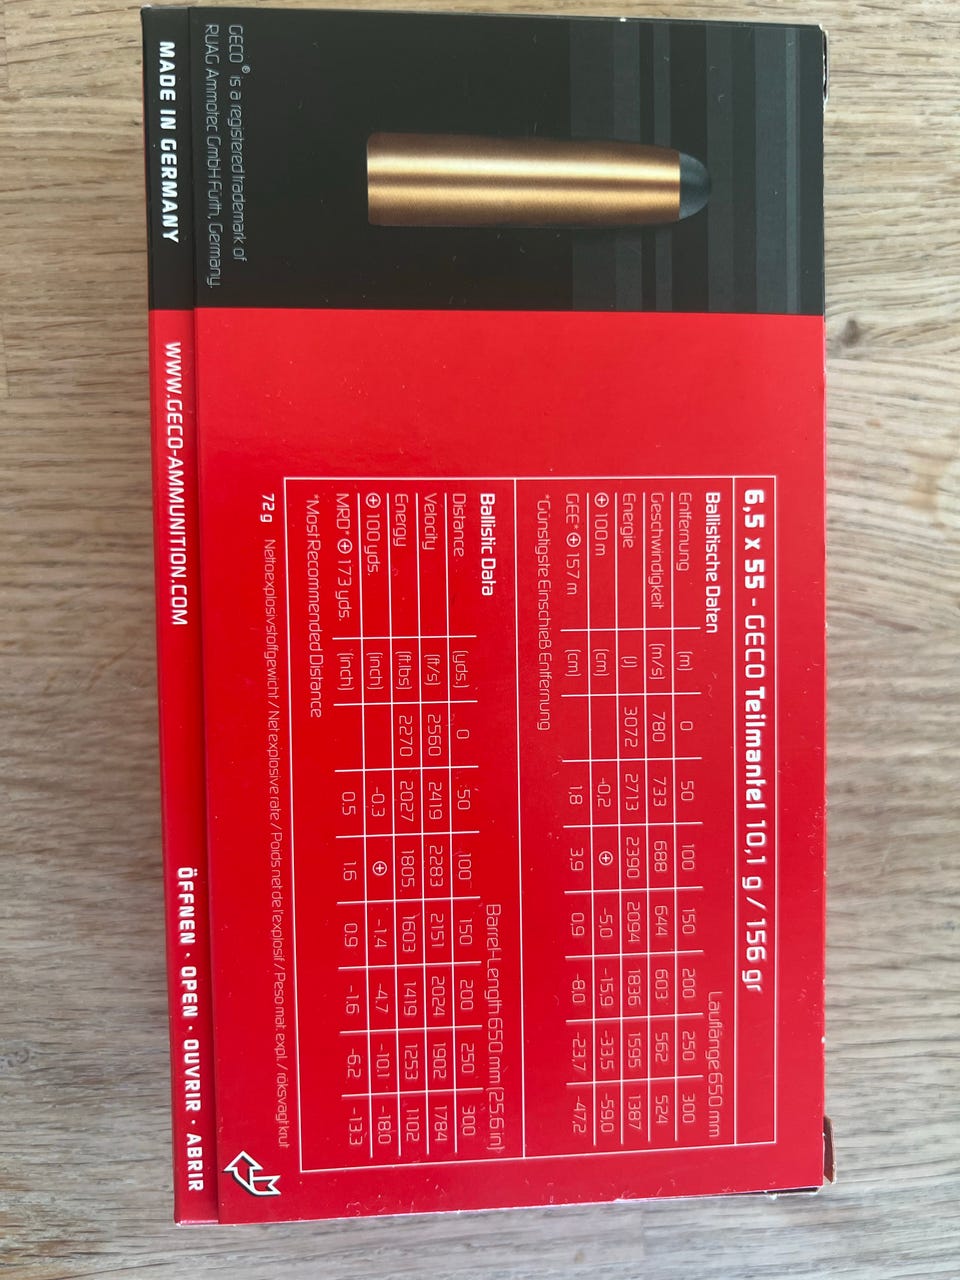 GECO® is a registered trademark of
RUAG Ammotec GmbH Fürth, Germany.
6,5 x 55 - GECO Teilmantel 10,1 g / 156 gr
Ballistische Daten Lauflänge 650 mm
Entfernung (m) 0 50 100 150 200 250 300
Geschwindigkeit (m/s) 780 733 688 644 603 562 524
Energie (J) 3072 2713 2390 2094 1836 1595 1387
⊕ 100 m (cm) -0,2 ⊕ -5,0 -15,9 -33,5 -59,0
GEE* ⊕ 157 m (cm) 1,8 3,9 0,9 -8,0 -23,7 -47,2
*Günstigste Einschieß Entfernung
Ballistic Data Barrel-Length 650 mm (25.6 in)
Distance (yds.) 0 50 100 150 200 250 300
Velocity (ft/s) 2560 2419 2283 2151 2024 1902 1784
Energy (ft.lbs) 2270 2027 1805 1603 1419 1253 1102
⊕ 100 yds. (inch) -0.3 ⊕ -1.4 -4.7 -10.1 -18.0
MRD* ⊕ 173 yds. (inch) 0.5 1.6 0.9 -1.6 -6.2 -13.3
*Most Recommended Distance
72 g Nettoexplosivstoffgewicht / Net explosive rate / Poids net de l'explosif / Peso mat. expl. / röksvagt krut
MADE IN GERMANY WWW.GECO-AMMUNITION.COM ÖFFNEN · OPEN · OUVRIR · ABRIR